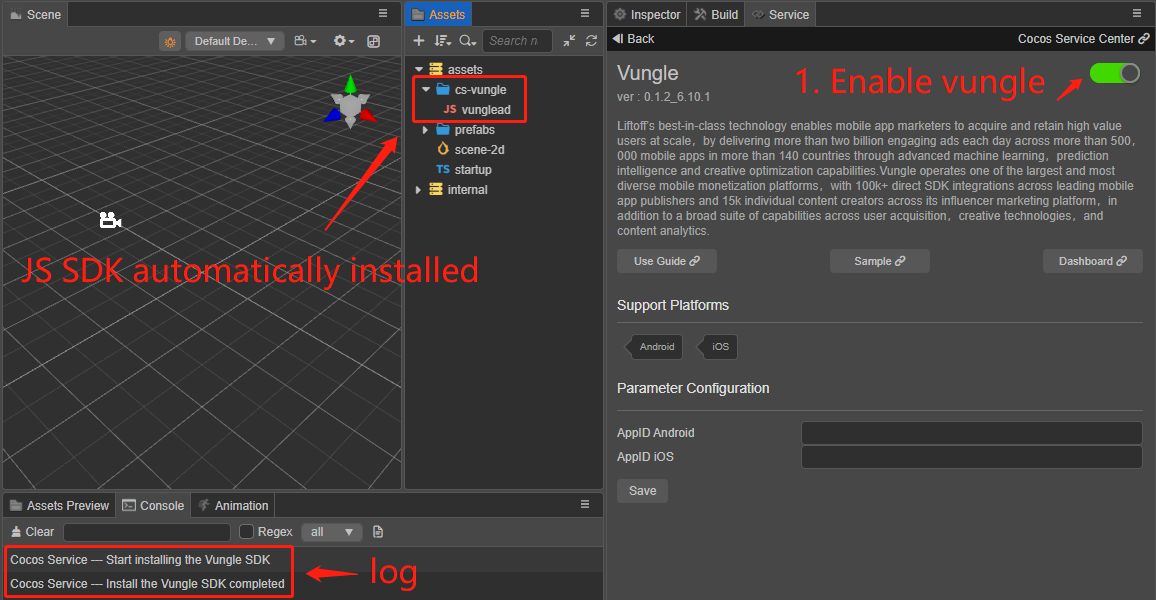 Scene
Assets
Inspector
Build
Service
Default De...
Search n
Back
Cocos Service Center
assets
cs-vungle
JS vunglead
prefabs
scene-2d
TS startup
internal
Vungle
1. Enable vungle
ver : 0.1.2_6.10.1
Liftoff's best-in-class technology enables mobile app marketers to acquire and retain high value
users at scale，by delivering more than two billion engaging ads each day across more than 500，
000 mobile apps in more than 140 countries through advanced machine learning，prediction
intelligence and creative optimization capabilities.Vungle operates one of the largest and most
diverse mobile monetization platforms，with 100k+ direct SDK integrations across leading mobile
app publishers and 15k individual content creators across its influencer marketing platform，in
addition to a broad suite of capabilities across user acquisition，creative technologies，and
content analytics.
JS SDK automatically installed
Use Guide
Sample
Dashboard
Support Platforms
Android
iOS
Parameter Configuration
AppID Android
AppID iOS
Save
Assets Preview
Console
Animation
Clear
Regex
all
Cocos Service --- Start installing the Vungle SDK
Cocos Service --- Install the Vungle SDK completed
log